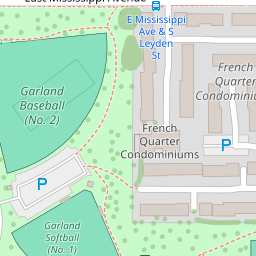 East Mississippi Avenue
E Mississippi
Ave & S
Leyden
St
French
Quarter
Condominiums
Garland
Baseball
(No. 2)
P
French
Quarter
Condominiums
P
Garland
Softball
(No. 1)